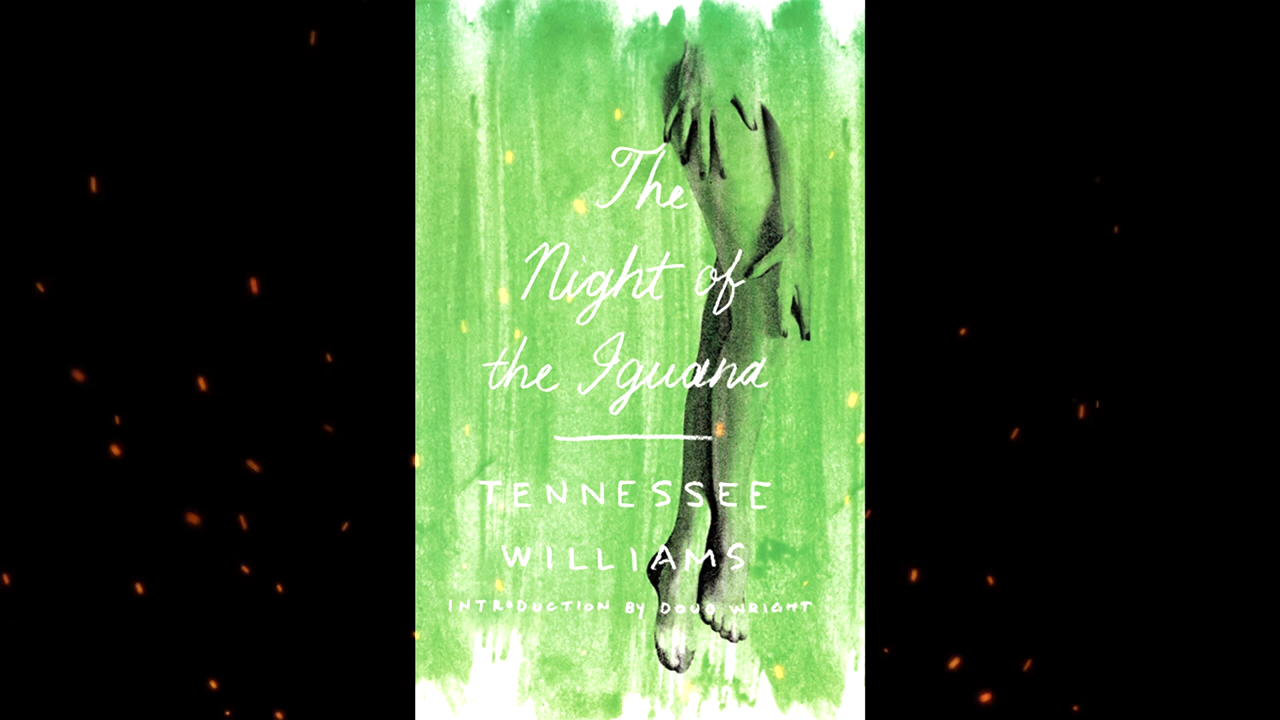 The
Night of
the Iguana
TENNESSEE
WILLIAMS
INTRODUCTION BY DOUG WRIGHT